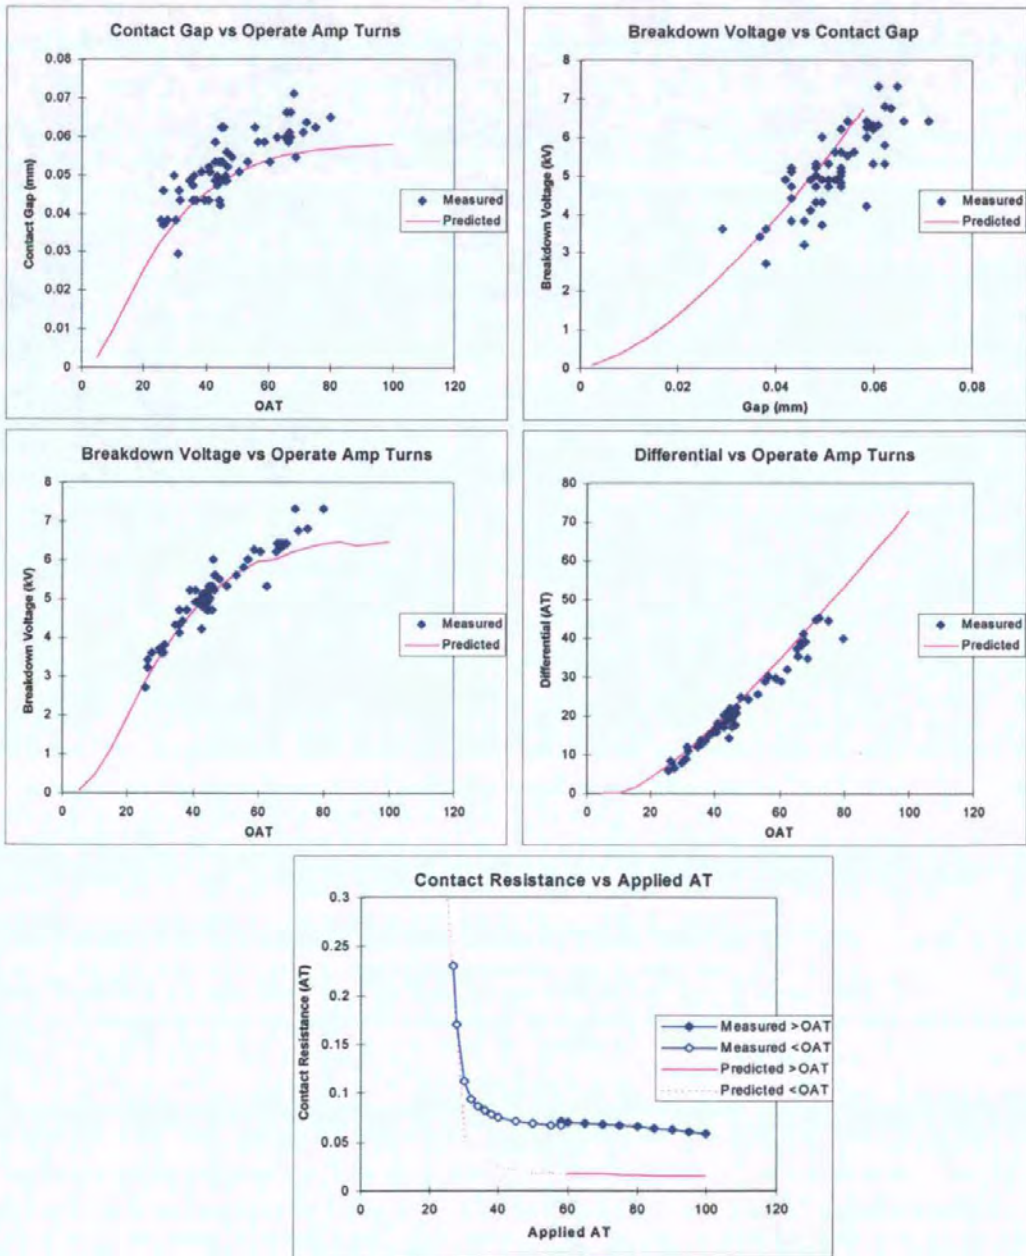 Contact Gap vs Operate Amp Turns
0.08
0.07
0.06
0.05
0.04
0.03
0.02
0.01
0
Contact Gap (mm)
0 20 40 60 80 100 120
OAT
Measured
Predicted
Breakdown Voltage vs Contact Gap
8
7
6
5
4
3
2
1
0
Breakdown Voltage (kV)
0 0.02 0.04 0.06 0.08
Gap (mm)
Measured
Predicted
Breakdown Voltage vs Operate Amp Turns
8
7
6
5
4
3
2
1
0
Breakdown Voltage (kV)
0 20 40 60 80 100 120
OAT
Measured
Predicted
Differential vs Operate Amp Turns
80
70
60
50
40
30
20
10
0
Differential (AT)
0 20 40 60 80 100 120
OAT
Measured
Predicted
Contact Resistance vs Applied AT
0.3
0.25
0.2
0.15
0.1
0.05
0
Contact Resistance (AT)
0 20 40 60 80 100 120
Applied AT
Measured >OAT
Measured <OAT
Predicted >OAT
Predicted <OAT